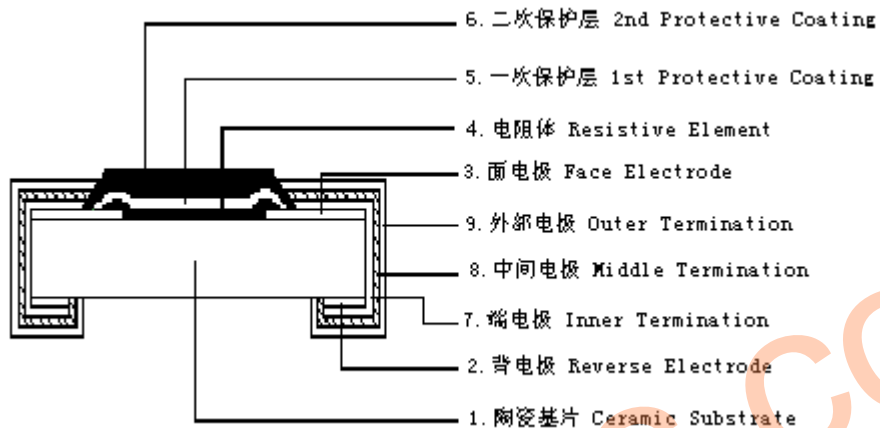 6. 二次保护层 2nd Protective Coating
5. 一次保护层 1st Protective Coating
4. 电阻体 Resistive Element
3. 面电极 Face Electrode
9. 外部电极 Outer Termination
8. 中间电极 Middle Termination
7. 端电极 Inner Termination
2. 背电极 Reverse Electrode
1. 陶瓷基片 Ceramic Substrate